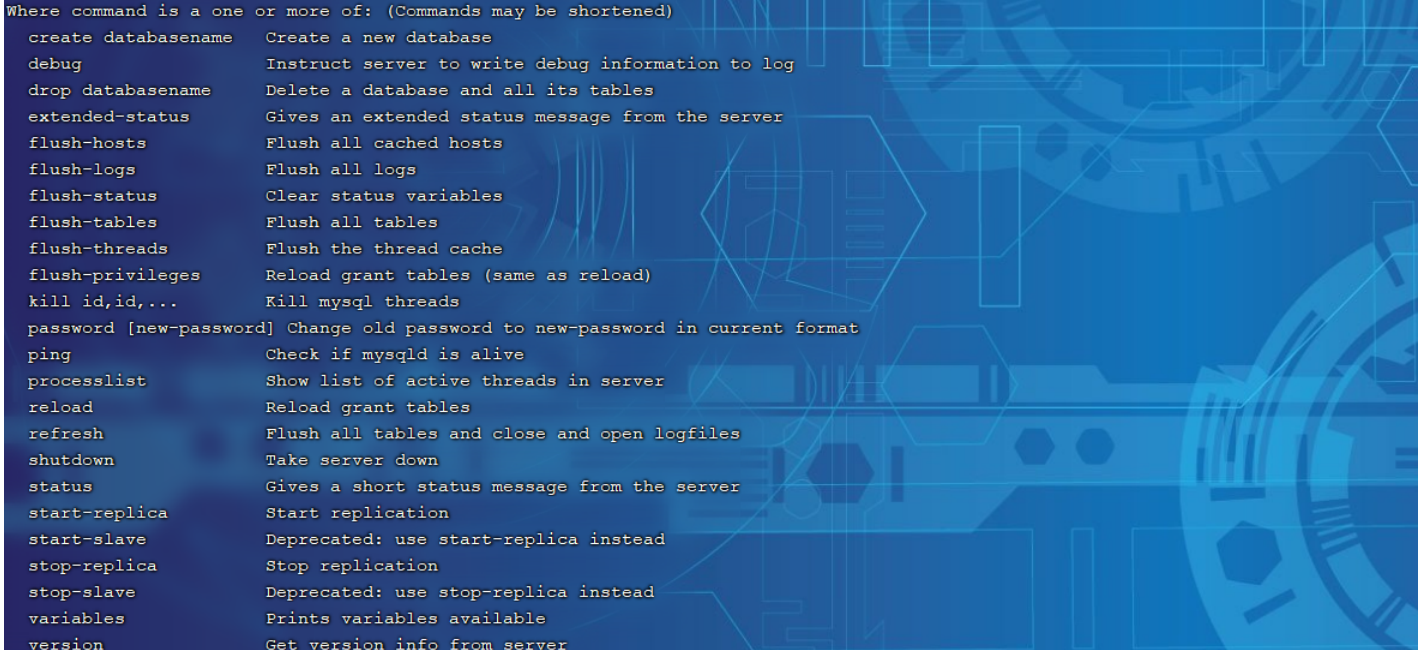 Where command is a one or more of: (Commands may be shortened)
create databasename Create a new database
debug Instruct server to write debug information to log
drop databasename Delete a database and all its tables
extended-status Gives an extended status message from the server
flush-hosts Flush all cached hosts
flush-logs Flush all logs
flush-status Clear status variables
flush-tables Flush all tables
flush-threads Flush the thread cache
flush-privileges Reload grant tables (same as reload)
kill id,id,... Kill mysql threads
password [new-password] Change old password to new-password in current format
ping Check if mysqld is alive
processlist Show list of active threads in server
reload Reload grant tables
refresh Flush all tables and close and open logfiles
shutdown Take server down
status Gives a short status message from the server
start-replica Start replication
start-slave Deprecated: use start-replica instead
stop-replica Stop replication
stop-slave Deprecated: use stop-replica instead
variables Prints variables available
version Get version info from server